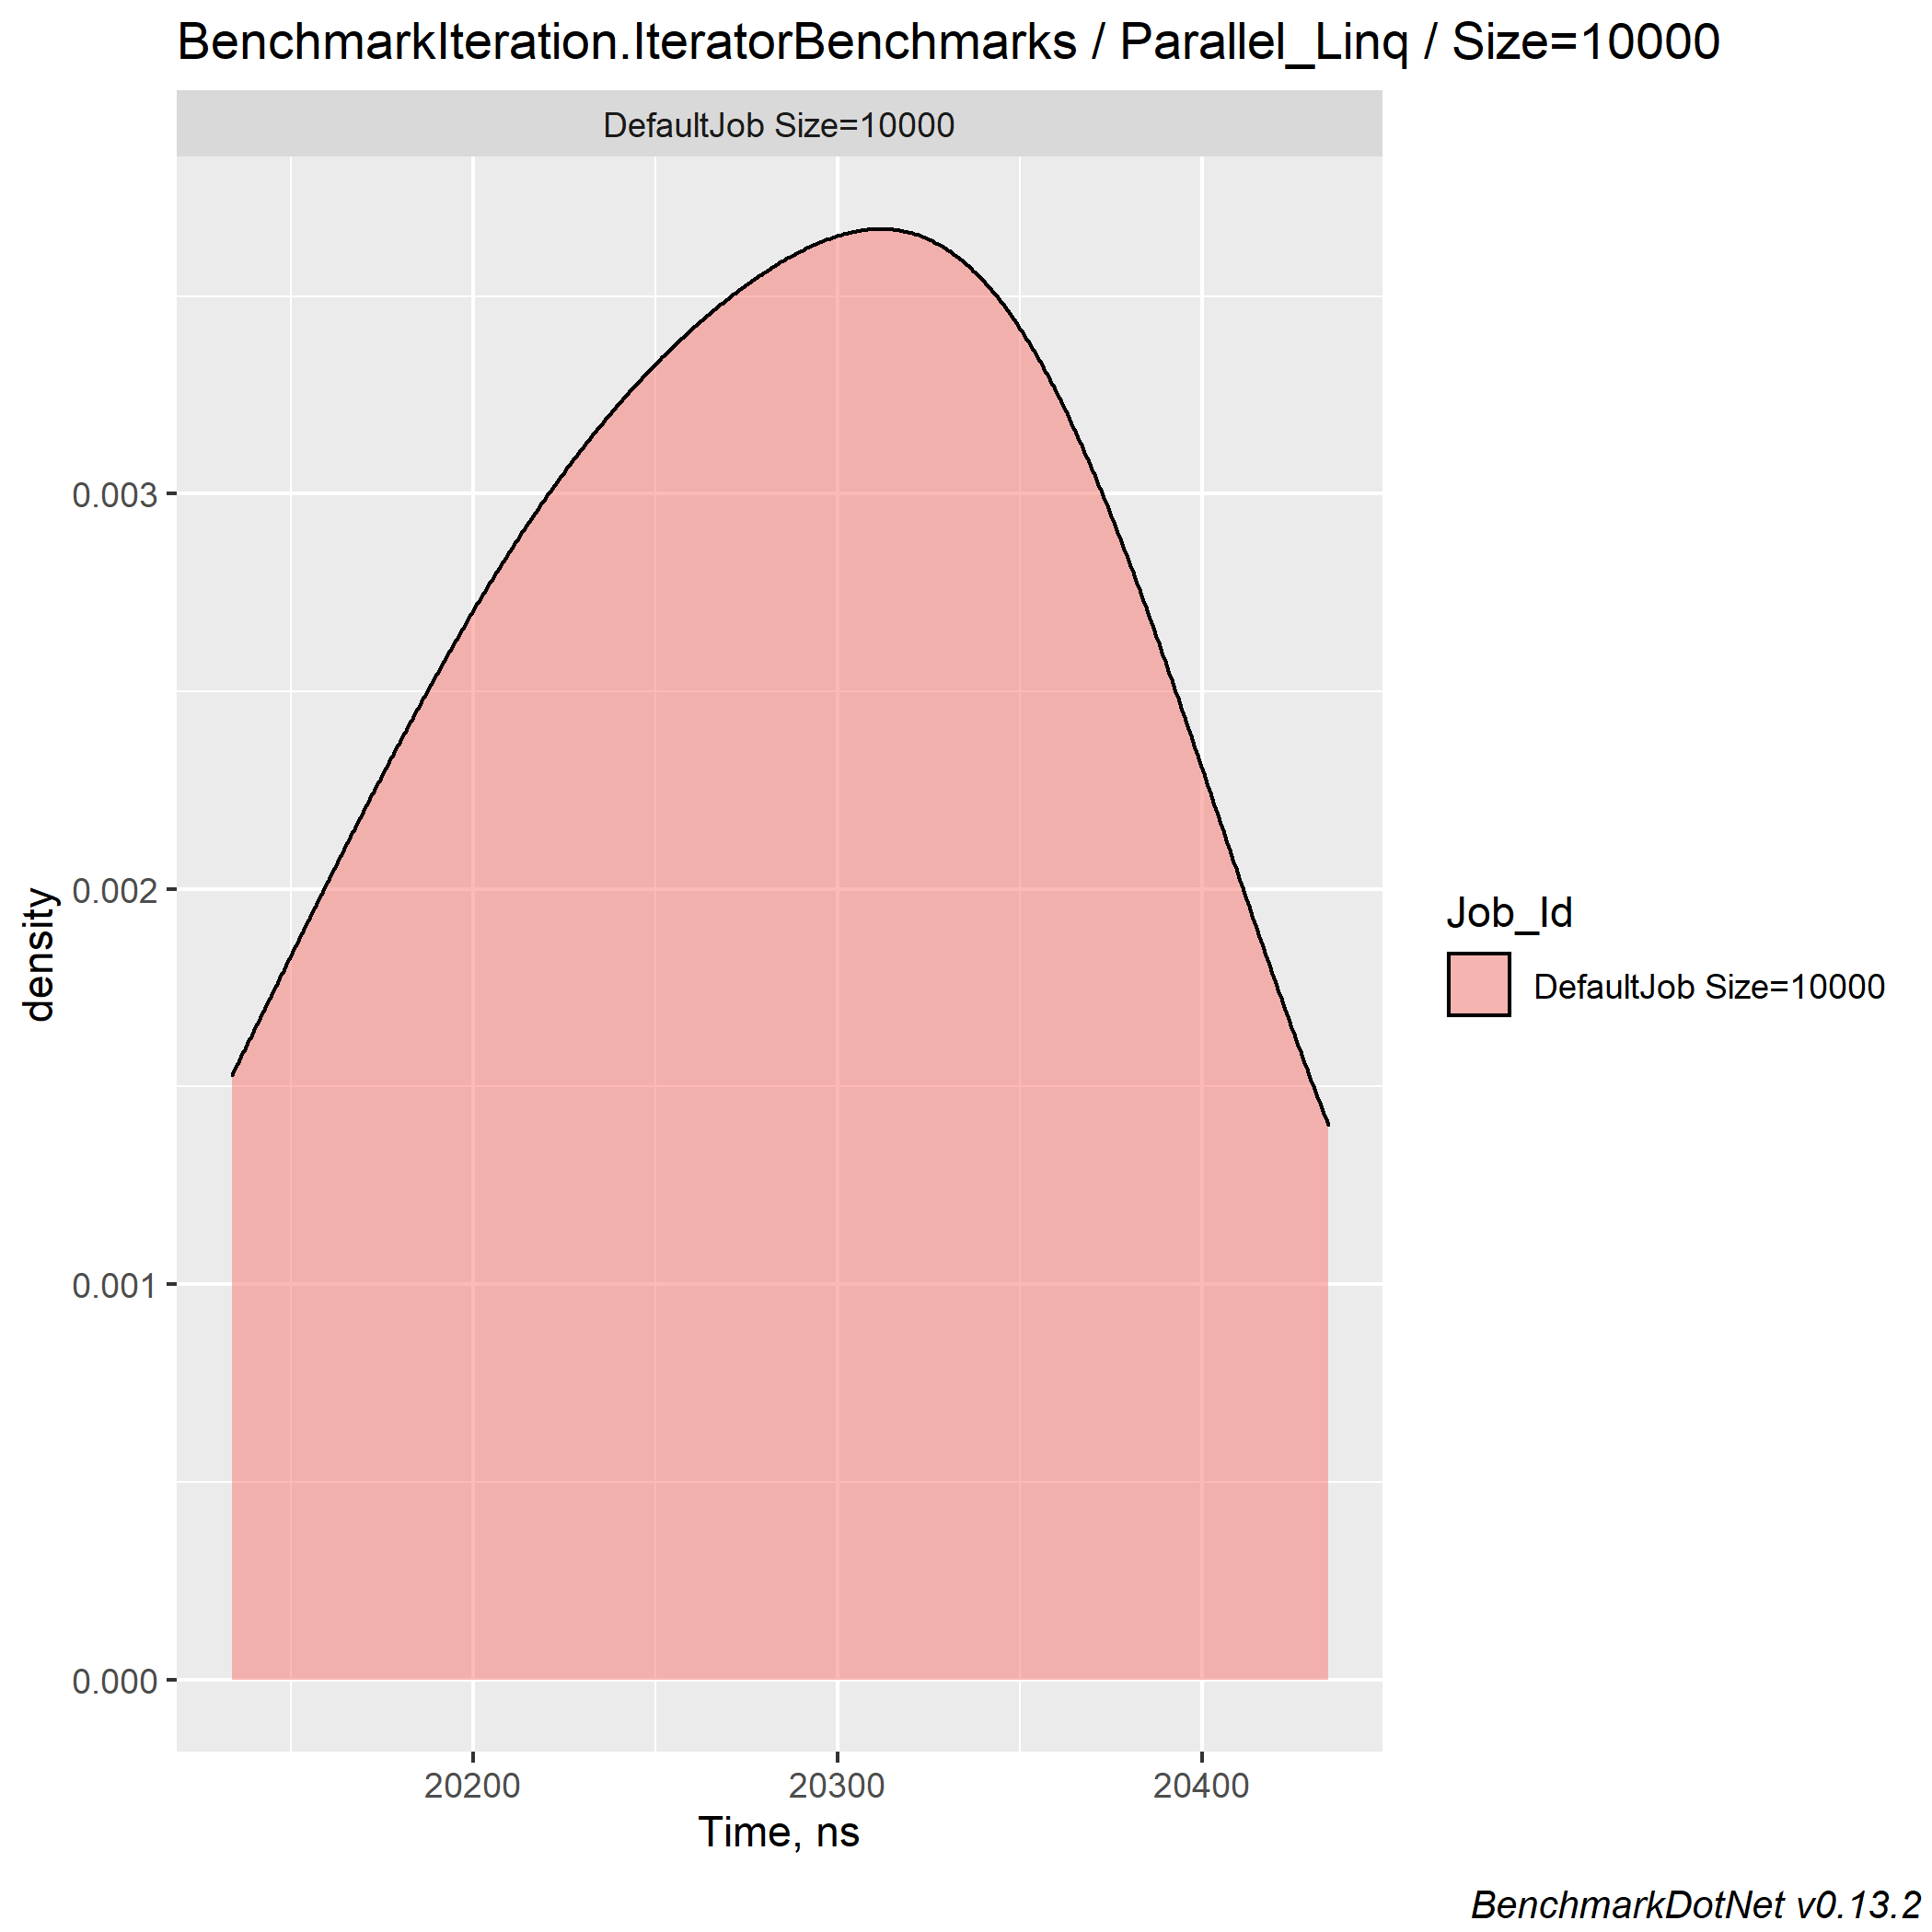 BenchmarkIteration.IteratorBenchmarks / Parallel_Linq / Size=10000
DefaultJob Size=10000
0.003
0.002
0.001
0.000
density
20200 20300 20400
Time, ns
Job_Id
DefaultJob Size=10000
BenchmarkDotNet v0.13.2